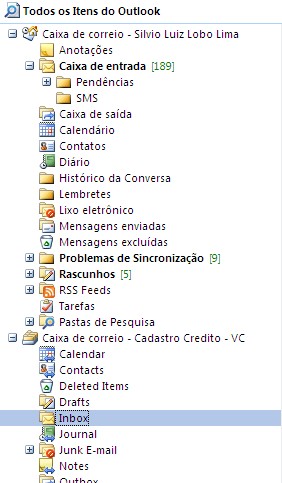 Todos os Itens do Outlook
Caixa de correio - Silvio Luiz Lobo Lima
Anotações
Caixa de entrada [189]
Pendências
SMS
Caixa de saída
Calendário
Contatos
Diário
Histórico da Conversa
Lembretes
Lixo eletrônico
Mensagens enviadas
Mensagens excluídas
Problemas de Sincronização [9]
Rascunhos [5]
RSS Feeds
Tarefas
Pastas de Pesquisa
Caixa de correio - Cadastro Credito - VC
Calendar
Contacts
Deleted Items
Drafts
Inbox
Journal
Junk E-mail
Notes
Outbox